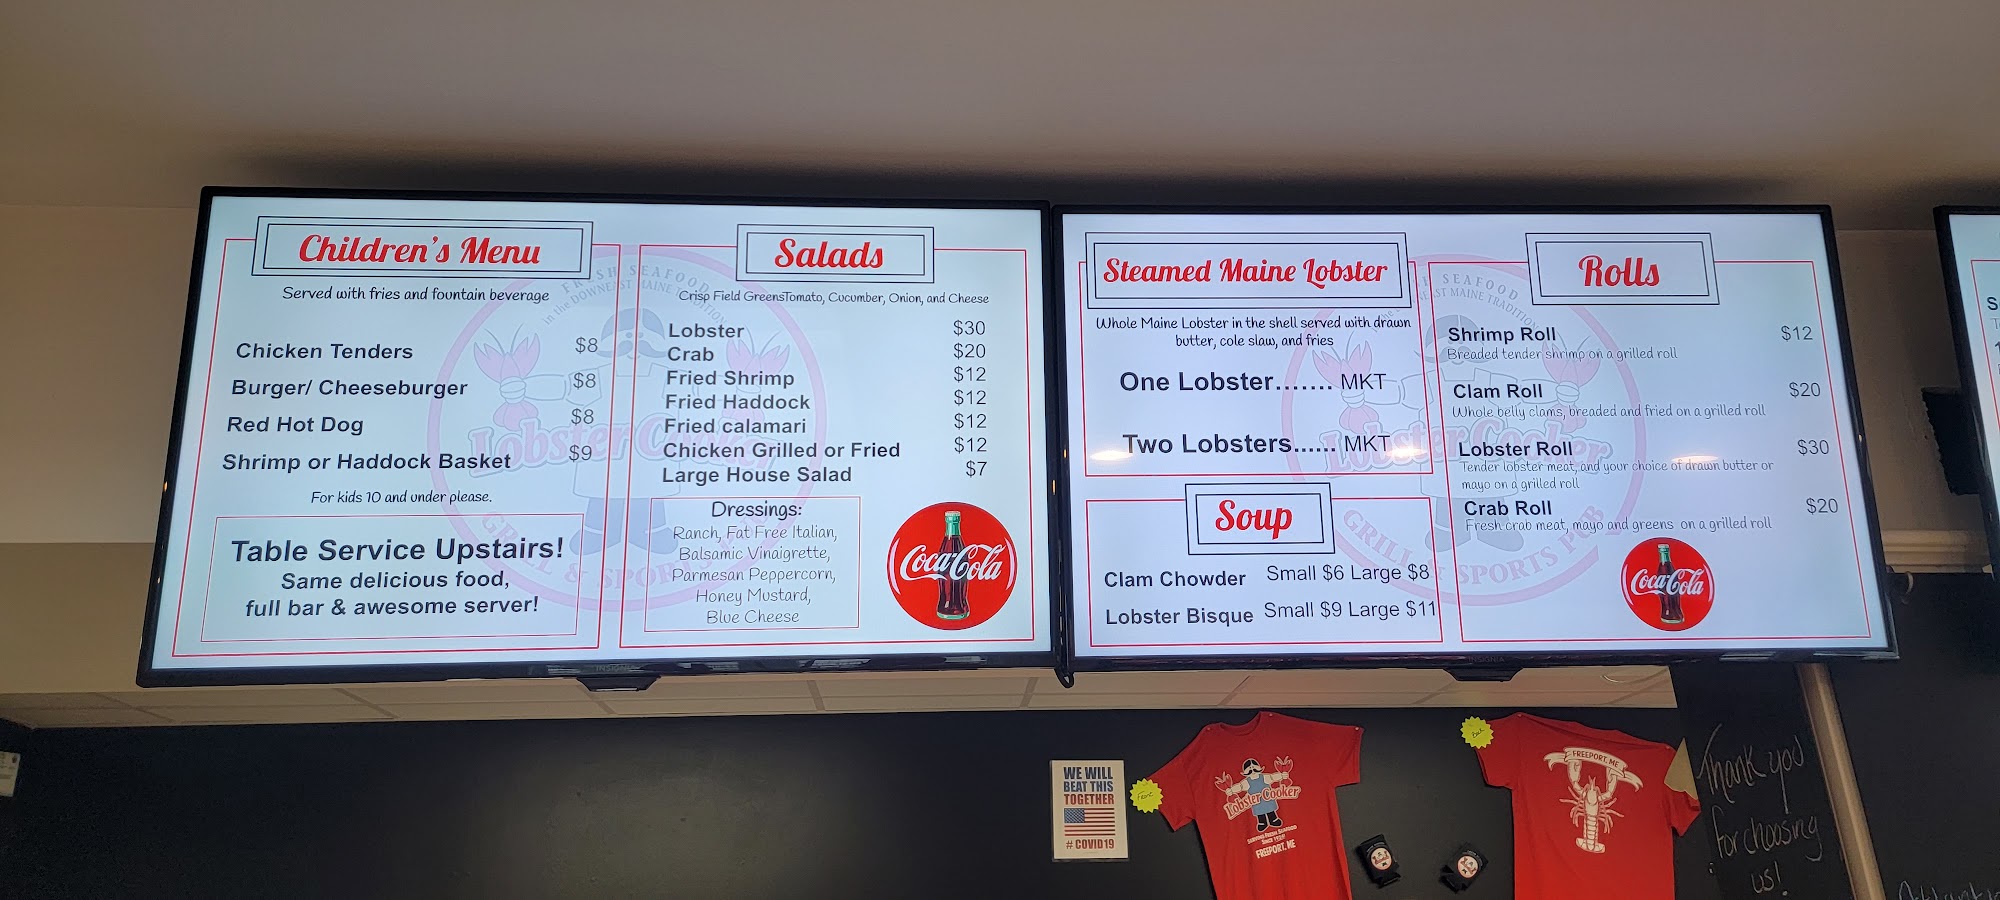 Children's Menu
Served with fries and fountain beverage
Chicken Tenders $8
Burger/ Cheeseburger $8
Red Hot Dog $8
Shrimp or Haddock Basket $9
For kids 10 and under please.
Table Service Upstairs!
Same delicious food,
full bar & awesome server!
Salads
Crisp Field GreensTomato, Cucumber, Onion, and Cheese
Lobster $30
Crab $20
Fried Shrimp $12
Fried Haddock $12
Fried calamari $12
Chicken Grilled or Fried $12
Large House Salad $7
Dressings:
Ranch, Fat Free Italian,
Balsamic Vinaigrette,
Parmesan Peppercorn,
Honey Mustard,
Blue Cheese
Coca-Cola
Lobster Cooker
INSIGNIA
Steamed Maine Lobster
Whole Maine Lobster in the shell served with drawn
butter, cole slaw, and fries
One Lobster....... MKT
Two Lobsters...... MKT
Soup
Clam Chowder Small $6 Large $8
Lobster Bisque Small $9 Large $11
Rolls
Shrimp Roll $12
Breaded tender shrimp on a grilled roll
Clam Roll $20
Whole belly clams, breaded and fried on a grilled roll
Lobster Roll $30
Tender lobster meat, and your choice of drawn butter or
mayo on a grilled roll
Crab Roll $20
Fresh crab meat, mayo and greens on a grilled roll
Coca-Cola
INSIGNIA
WE WILL
BEAT THIS
TOGETHER
# COVID19
Front
Lobster Cooker
FREEPORT, ME
Back
FREEPORT, ME
Thank you
for choosing
us!